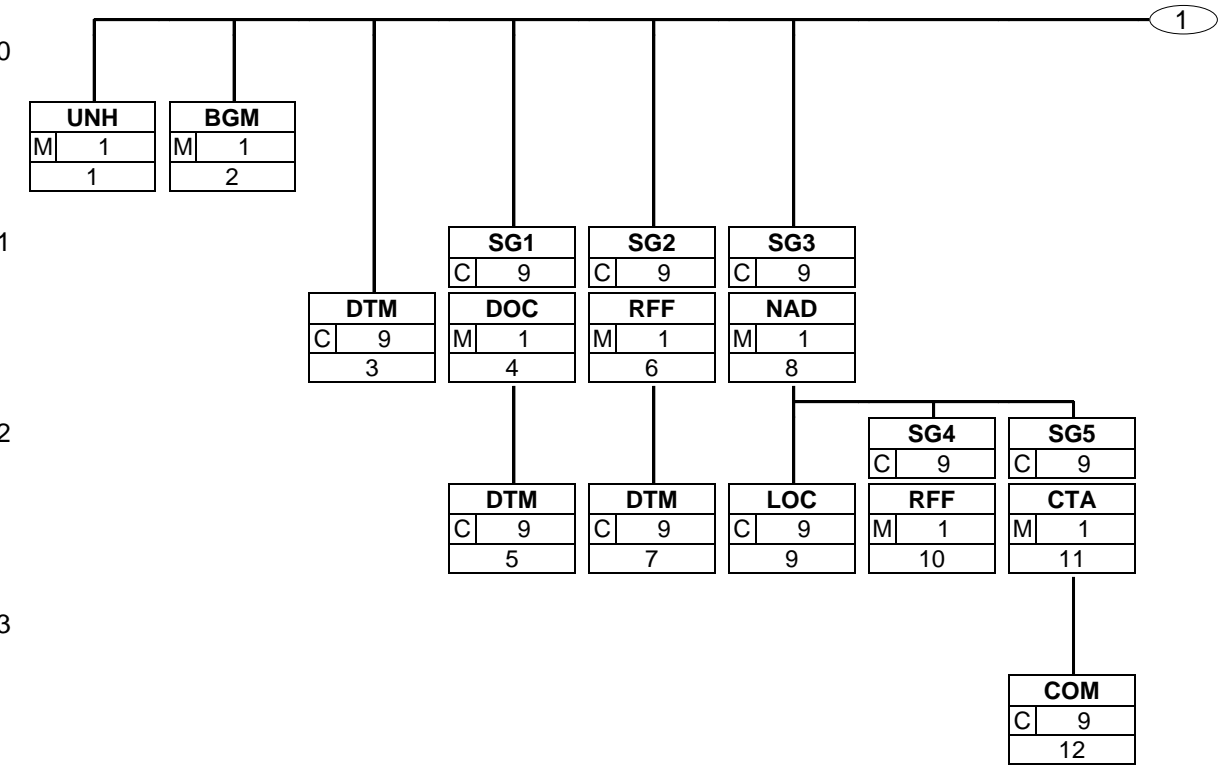 1
0
UNH BGM
M 1 M 1
1 2
1
SG1 SG2 SG3
C 9 C 9 C 9
DTM DOC RFF NAD
C 9 M 1 M 1 M 1
3 4 6 8
2
SG4 SG5
C 9 C 9
DTM DTM LOC RFF CTA
C 9 C 9 C 9 M 1 M 1
5 7 9 10 11
3
COM
C 9
12